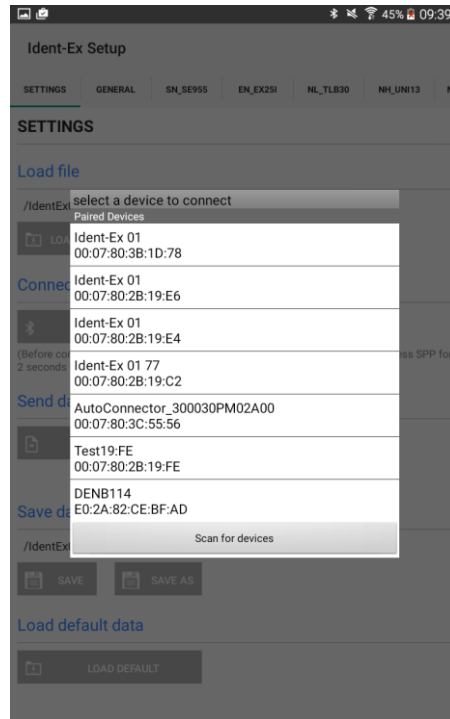 45% 09:39
Ident-Ex Setup
SETTINGS GENERAL SN_SE955 EN_EX25I NL_TLB30 NH_UNI13
SETTINGS
Load file
/IdentEx
select a device to connect
Paired Devices
Ident-Ex 01
00:07:80:3B:1D:78
Ident-Ex 01
00:07:80:2B:19:E6
Ident-Ex 01
00:07:80:2B:19:E4
Ident-Ex 01 77
00:07:80:2B:19:C2
AutoConnector_300030PM02A00
00:07:80:3C:55:56
Test19:FE
00:07:80:2B:19:FE
DENB114
E0:2A:82:CE:BF:AD
Scan for devices
LOA
Connec
(Before con
ss SPP for
2 seconds
Send da
Save da
/IdentEx
SAVE SAVE AS
Load default data
LOAD DEFAULT